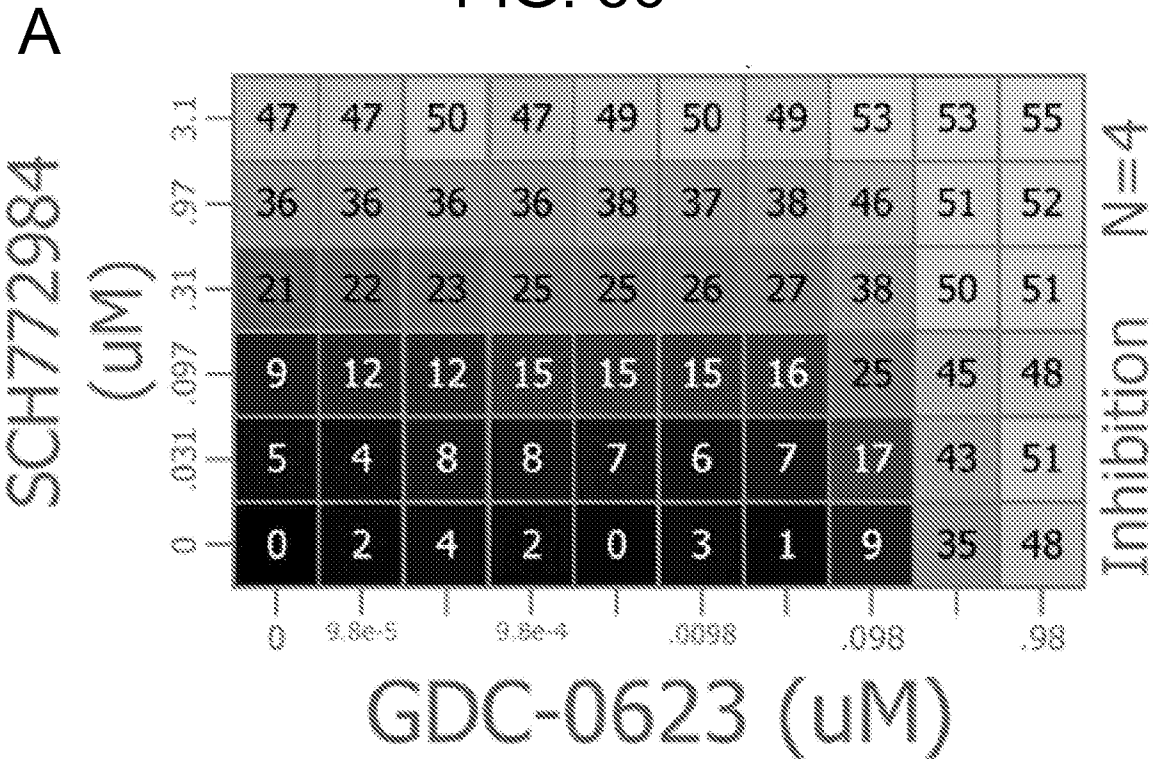 A
SCH772984
(uM)
3.1 47 47 50 47 49 50 49 53 53 55
.97 36 36 36 36 38 37 38 46 51 52
.31 21 22 23 25 25 26 27 38 50 51
.097 9 12 12 15 15 15 16 25 45 48
.031 5 4 8 8 7 6 7 17 43 51
0 0 2 4 2 0 3 1 9 35 48
0 9.8e-5 9.8e-4 .0098 .098 .98
GDC-0623 (uM)
Inhibition N=4